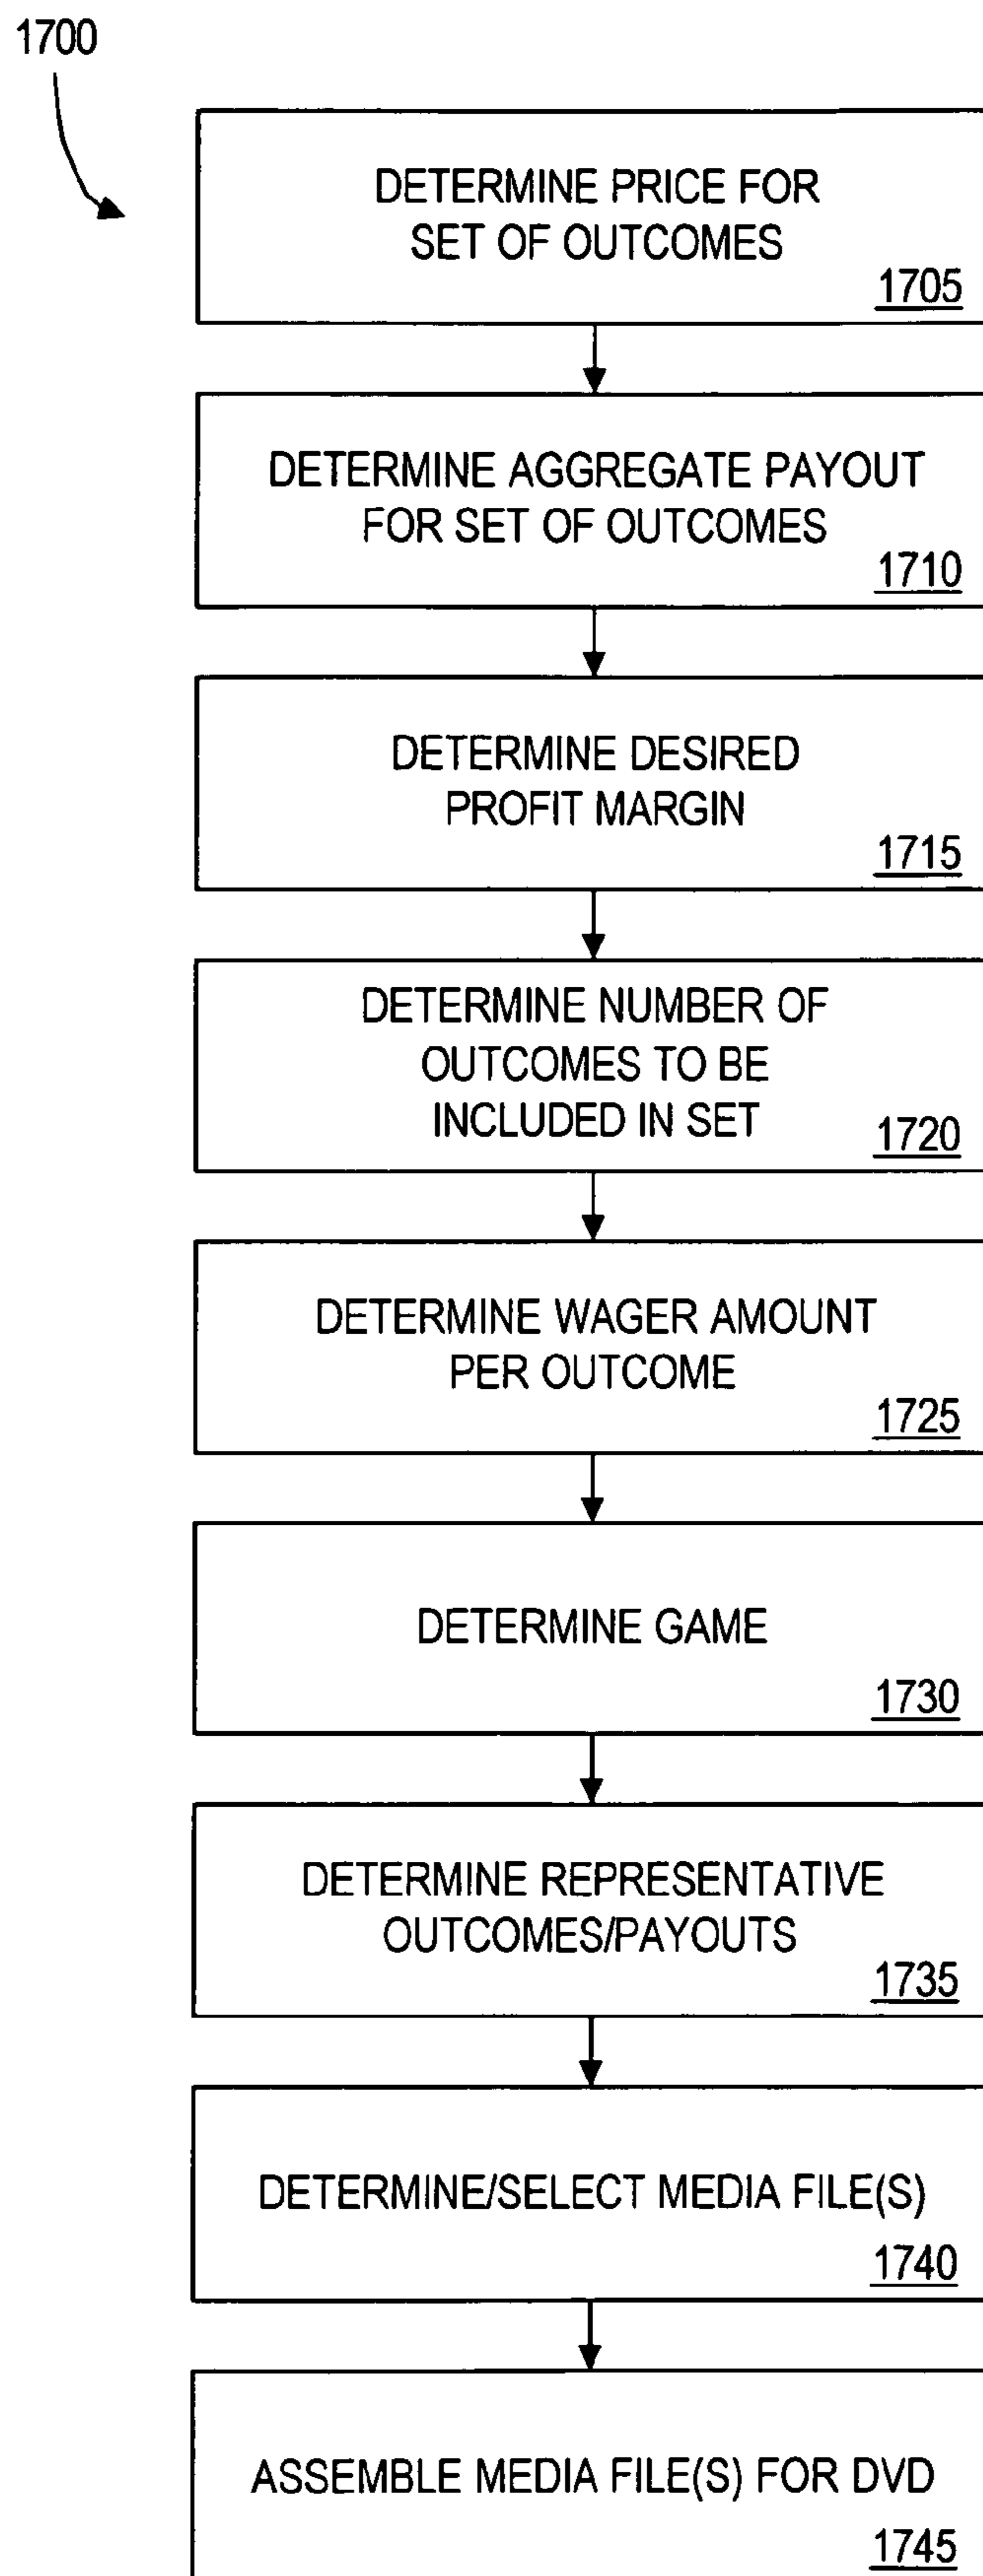 1700
DETERMINE PRICE FOR
SET OF OUTCOMES
1705
DETERMINE AGGREGATE PAYOUT
FOR SET OF OUTCOMES
1710
DETERMINE DESIRED
PROFIT MARGIN
1715
DETERMINE NUMBER OF
OUTCOMES TO BE
INCLUDED IN SET
1720
DETERMINE WAGER AMOUNT
PER OUTCOME
1725
DETERMINE GAME
1730
DETERMINE REPRESENTATIVE
OUTCOMES/PAYOUTS
1735
DETERMINE/SELECT MEDIA FILE(S)
1740
ASSEMBLE MEDIA FILE(S) FOR DVD
1745